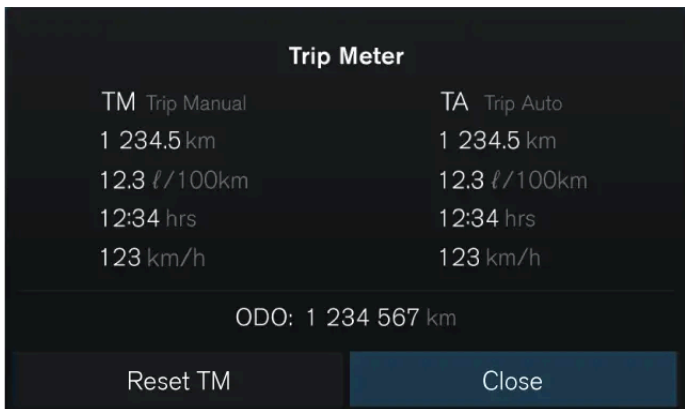 Trip Meter
TM Trip Manual
1 234.5 km
12.3 ℓ/100km
12:34 hrs
123 km/h
TA Trip Auto
1 234.5 km
12.3 ℓ/100km
12:34 hrs
123 km/h
ODO: 1 234 567 km
Reset TM
Close